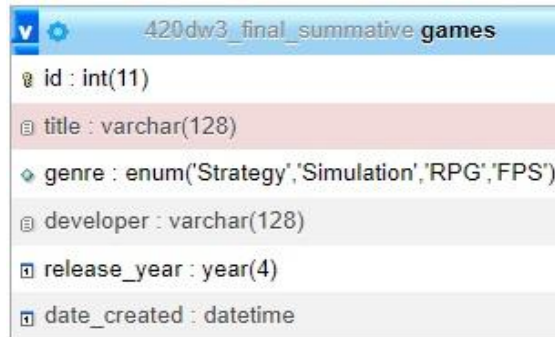 v 420dw3_final_summative games
id : int(11)
title : varchar(128)
genre : enum('Strategy','Simulation','RPG','FPS')
developer : varchar(128)
release_year : year(4)
date_created : datetime